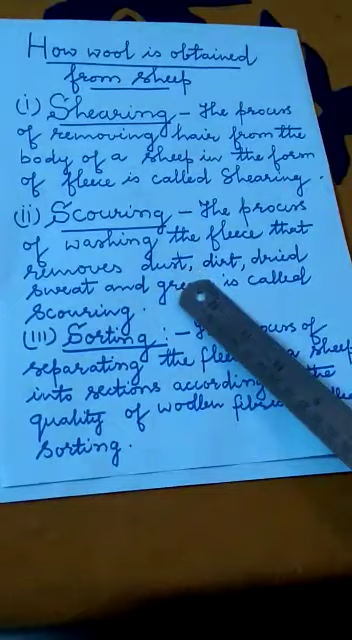 How wool is obtained
from sheep
(i) Shearing - The process
of removing hair from the
body of a sheep in the form
of fleece is called Shearing.
(ii) Scouring - The process
of washing the fleece that
removes dust, dirt, dried
sweat and is called
scouring.
(III) Sorting :- of
separating the sheep
into sections according the
quality of woollen
sorting.